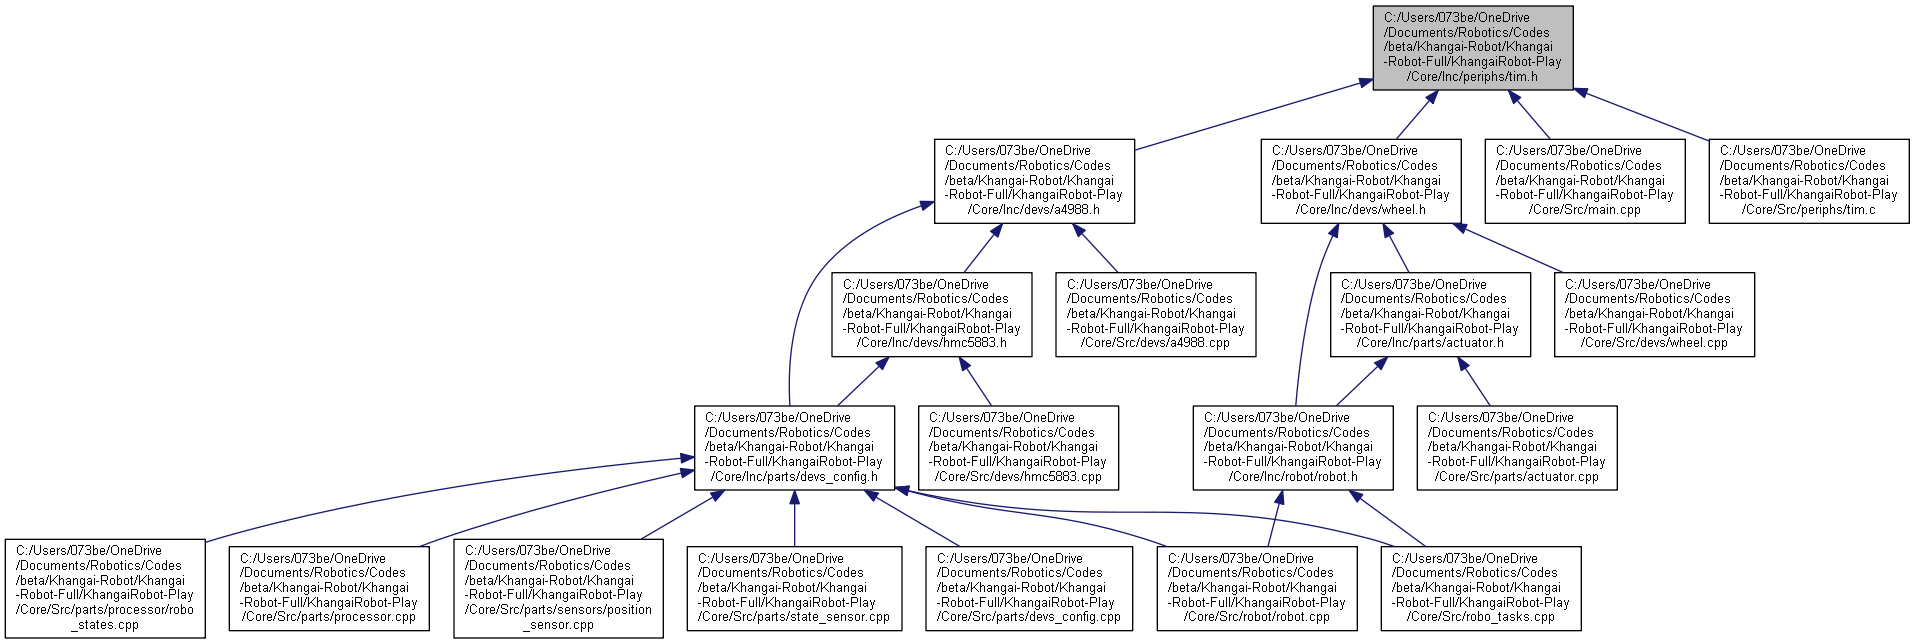 C:/Users/073be/OneDrive
/Documents/Robotics/Codes
/beta/Khangai-Robot/Khangai
-Robot-Full/KhangaiRobot-Play
/Core/Inc/periphs/tim.h
C:/Users/073be/OneDrive
/Documents/Robotics/Codes
/beta/Khangai-Robot/Khangai
-Robot-Full/KhangaiRobot-Play
/Core/Inc/devs/a4988.h
C:/Users/073be/OneDrive
/Documents/Robotics/Codes
/beta/Khangai-Robot/Khangai
-Robot-Full/KhangaiRobot-Play
/Core/Inc/devs/wheel.h
C:/Users/073be/OneDrive
/Documents/Robotics/Codes
/beta/Khangai-Robot/Khangai
-Robot-Full/KhangaiRobot-Play
/Core/Src/main.cpp
C:/Users/073be/OneDrive
/Documents/Robotics/Codes
/beta/Khangai-Robot/Khangai
-Robot-Full/KhangaiRobot-Play
/Core/Src/periphs/tim.c
C:/Users/073be/OneDrive
/Documents/Robotics/Codes
/beta/Khangai-Robot/Khangai
-Robot-Full/KhangaiRobot-Play
/Core/Inc/devs/hmc5883.h
C:/Users/073be/OneDrive
/Documents/Robotics/Codes
/beta/Khangai-Robot/Khangai
-Robot-Full/KhangaiRobot-Play
/Core/Src/devs/a4988.cpp
C:/Users/073be/OneDrive
/Documents/Robotics/Codes
/beta/Khangai-Robot/Khangai
-Robot-Full/KhangaiRobot-Play
/Core/Inc/parts/actuator.h
C:/Users/073be/OneDrive
/Documents/Robotics/Codes
/beta/Khangai-Robot/Khangai
-Robot-Full/KhangaiRobot-Play
/Core/Src/devs/wheel.cpp
C:/Users/073be/OneDrive
/Documents/Robotics/Codes
/beta/Khangai-Robot/Khangai
-Robot-Full/KhangaiRobot-Play
/Core/Inc/parts/devs_config.h
C:/Users/073be/OneDrive
/Documents/Robotics/Codes
/beta/Khangai-Robot/Khangai
-Robot-Full/KhangaiRobot-Play
/Core/Src/devs/hmc5883.cpp
C:/Users/073be/OneDrive
/Documents/Robotics/Codes
/beta/Khangai-Robot/Khangai
-Robot-Full/KhangaiRobot-Play
/Core/Inc/robot/robot.h
C:/Users/073be/OneDrive
/Documents/Robotics/Codes
/beta/Khangai-Robot/Khangai
-Robot-Full/KhangaiRobot-Play
/Core/Src/parts/actuator.cpp
C:/Users/073be/OneDrive
/Documents/Robotics/Codes
/beta/Khangai-Robot/Khangai
-Robot-Full/KhangaiRobot-Play
/Core/Src/parts/processor/robo
_states.cpp
C:/Users/073be/OneDrive
/Documents/Robotics/Codes
/beta/Khangai-Robot/Khangai
-Robot-Full/KhangaiRobot-Play
/Core/Src/parts/processor.cpp
C:/Users/073be/OneDrive
/Documents/Robotics/Codes
/beta/Khangai-Robot/Khangai
-Robot-Full/KhangaiRobot-Play
/Core/Src/parts/sensors/position
_sensor.cpp
C:/Users/073be/OneDrive
/Documents/Robotics/Codes
/beta/Khangai-Robot/Khangai
-Robot-Full/KhangaiRobot-Play
/Core/Src/parts/state_sensor.cpp
C:/Users/073be/OneDrive
/Documents/Robotics/Codes
/beta/Khangai-Robot/Khangai
-Robot-Full/KhangaiRobot-Play
/Core/Src/parts/devs_config.cpp
C:/Users/073be/OneDrive
/Documents/Robotics/Codes
/beta/Khangai-Robot/Khangai
-Robot-Full/KhangaiRobot-Play
/Core/Src/robot/robot.cpp
C:/Users/073be/OneDrive
/Documents/Robotics/Codes
/beta/Khangai-Robot/Khangai
-Robot-Full/KhangaiRobot-Play
/Core/Src/robo_tasks.cpp